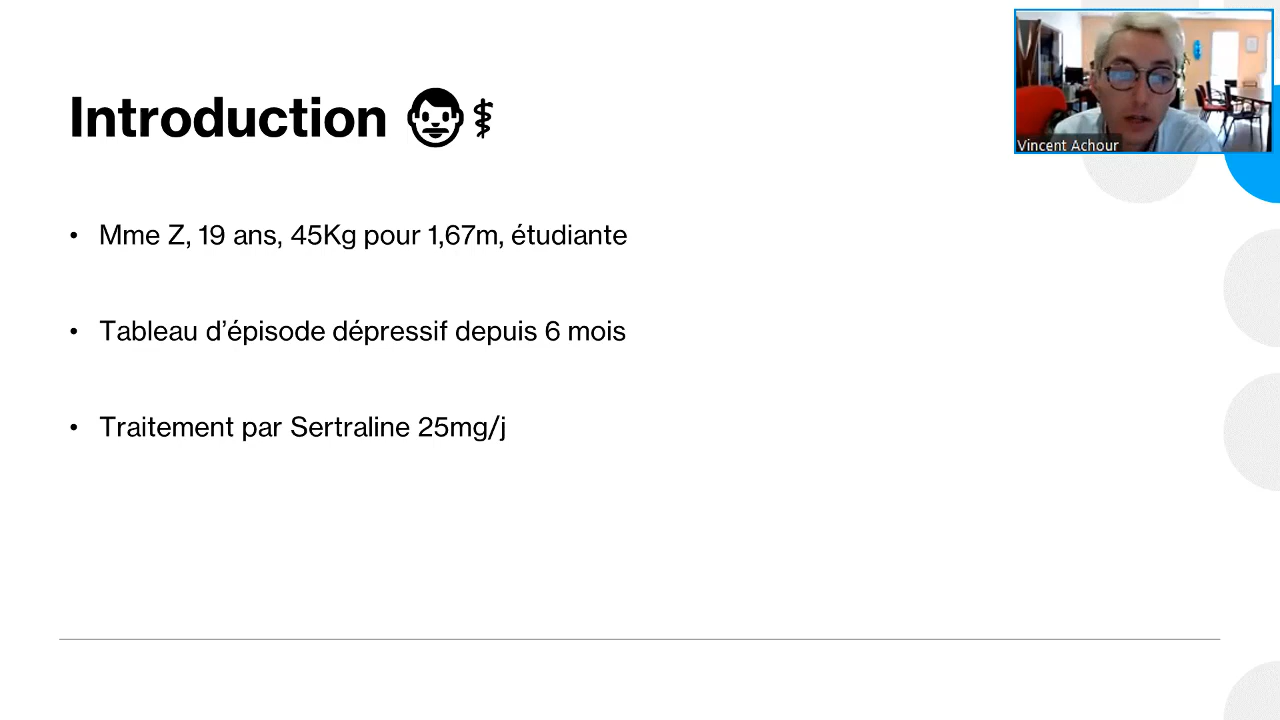 Introduction
Vincent Achour
• Mme Z, 19 ans, 45Kg pour 1,67m, étudiante
• Tableau d’épisode dépressif depuis 6 mois
• Traitement par Sertraline 25mg/j